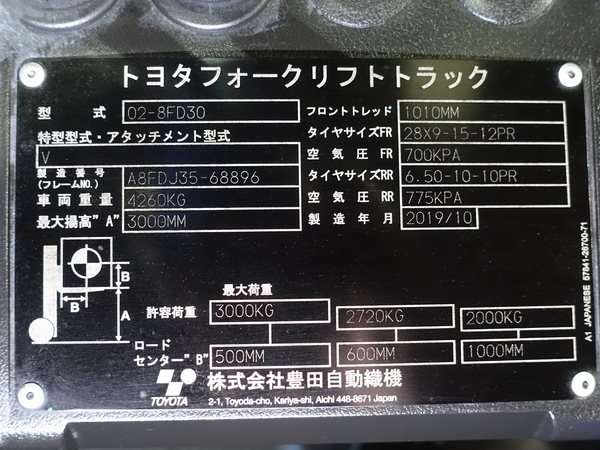 トヨタフォークリフトトラック
型 式 02-8FD30 フロントトレッド 1010MM
特型型式・アタッチメント型式 タイヤサイズFR 28X9-15-12PR
V 空気圧 FR 700KPA
製造番号 (フレームNO.) A8FDJ35-68896 タイヤサイズRR 6.50-10-10PR
車両重量 4260KG 空気圧 RR 775KPA
最大揚高"A" 3000MM 製造年月 2019/10
B
B
A
最大荷重
許容荷重 3000KG 2720KG 2000KG
ロード
センター"B" 500MM 600MM 1000MM
株式会社豊田自動織機
TOYOTA 2-1, Toyoda-cho, Kariya-shi, Aichi 448-8671 Japan
A1 JAPANESE 57841-26700-71